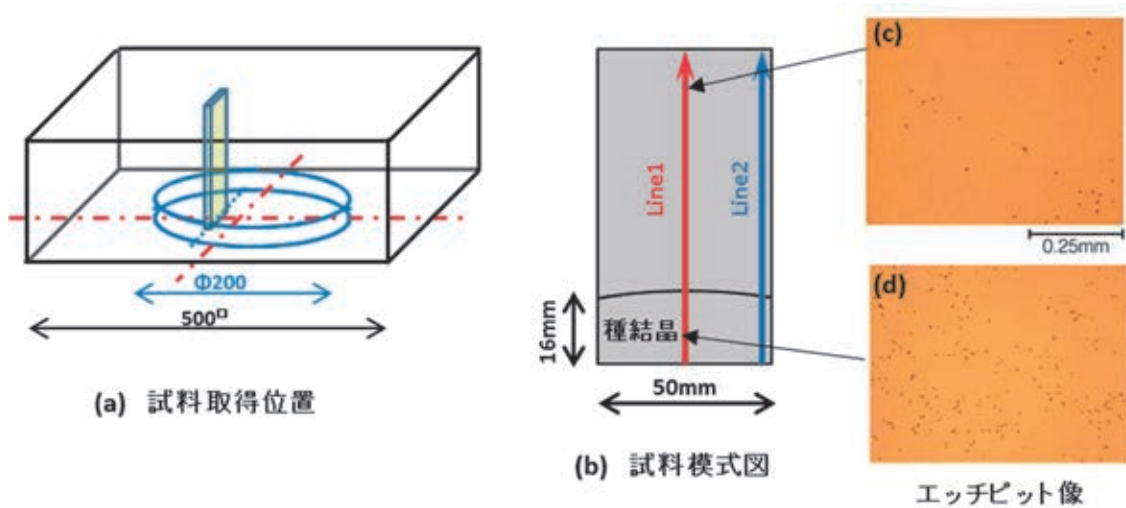 Φ200
500□
(a) 試料取得位置
Line1
Line2
16mm
種結晶
50mm
(b) 試料模式図
(c)
0.25mm
(d)
エッチピット像